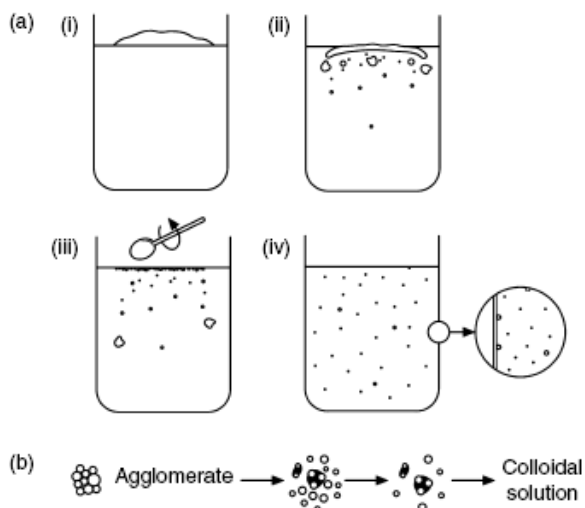 (a) (i) (ii)
(iii) (iv)
(b) Agglomerate Colloidal
solution